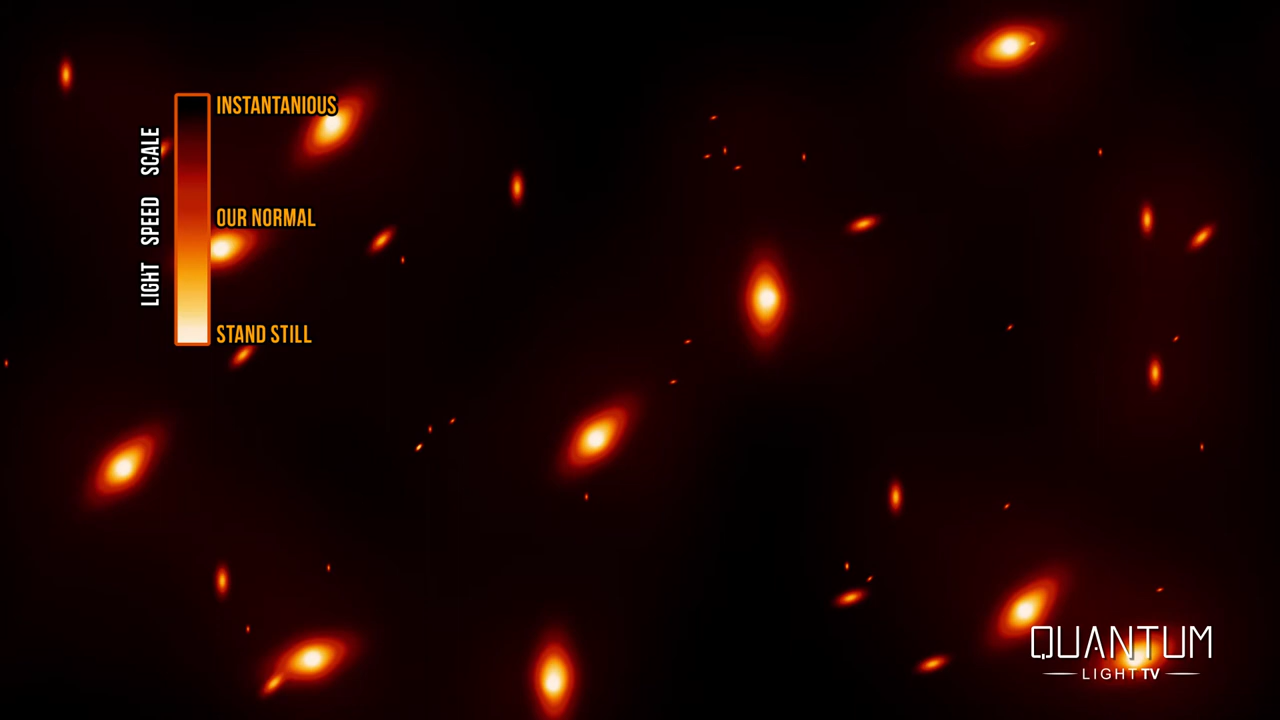 INSTANTANIOUS
LIGHT SPEED SCALE
OUR NORMAL
STAND STILL
QUANTUM
LIGHT TV